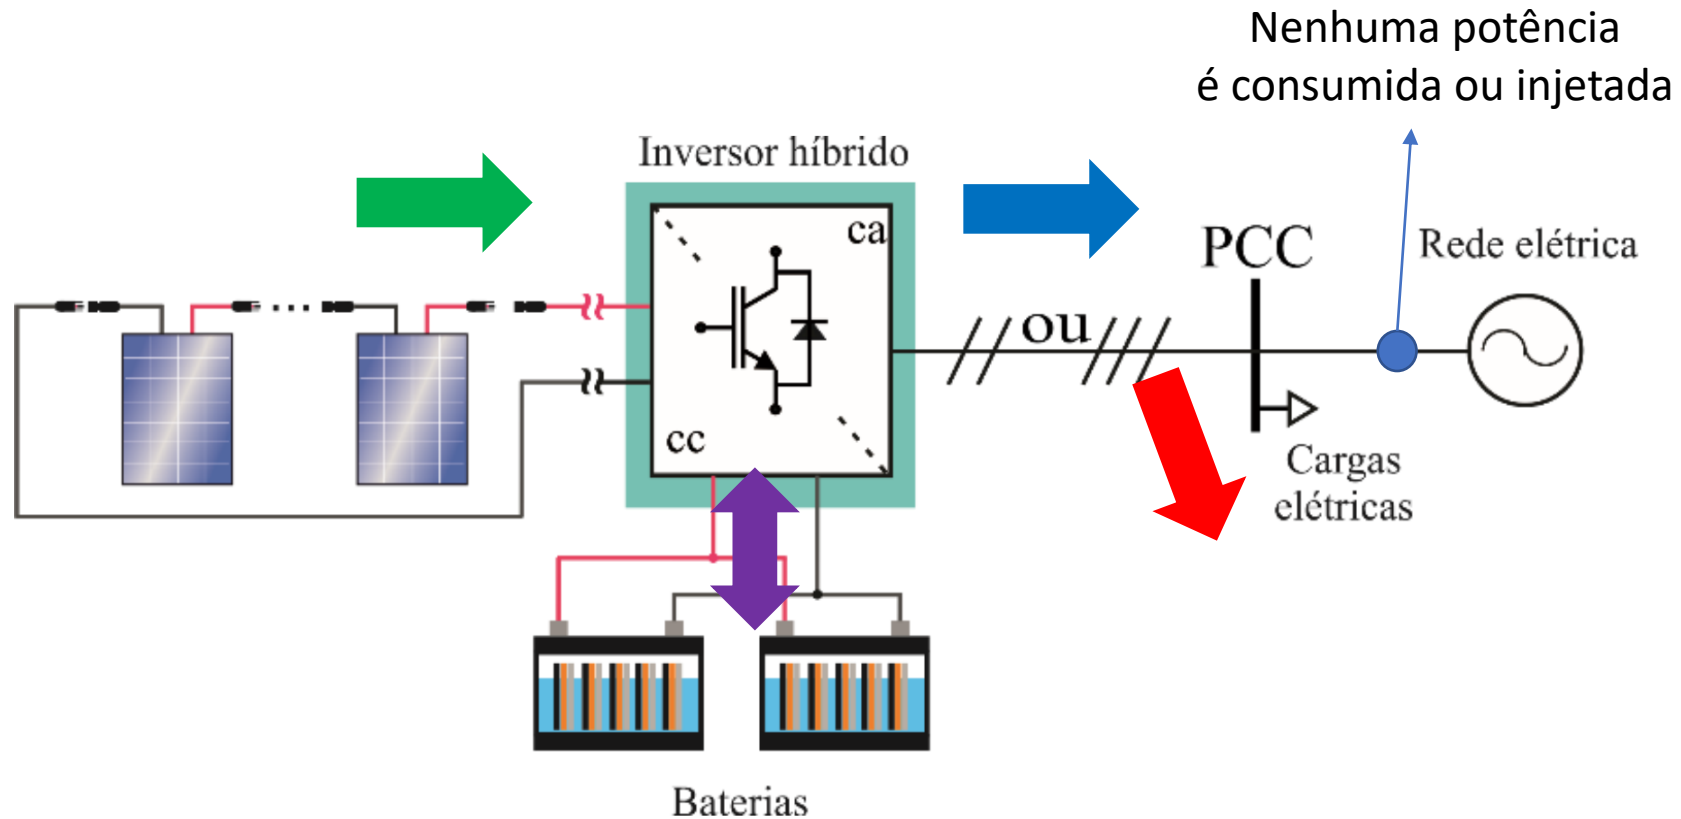 Nenhuma potência
é consumida ou injetada
Inversor híbrido
ca
PCC
Rede elétrica
ou
cc
Cargas
elétricas
Baterias